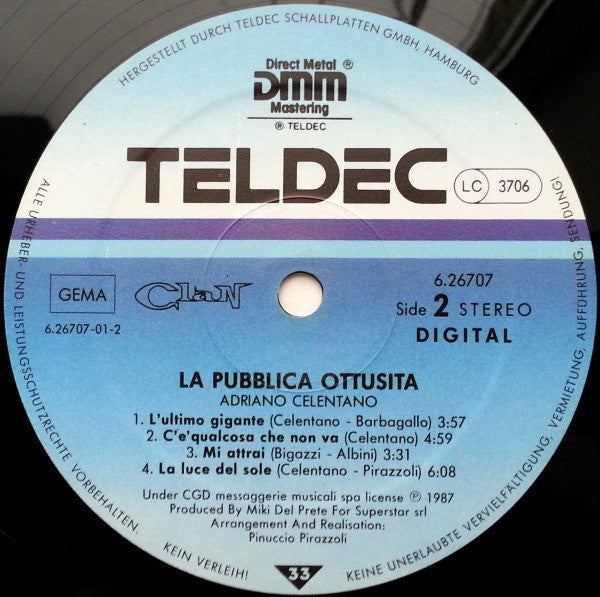 HERGESTELLT DURCH TELDEC SCHALLPLATTEN GMBH, HAMBURG
Direct Metal ®
DMM
Mastering
® TELDEC
TELDEC
LC 3706
GEMA
6.26707-01-2
Clan
6.26707
Side 2 STEREO
DIGITAL
LA PUBBLICA OTTUSITA
ADRIANO CELENTANO
1. L'ultimo gigante (Celentano - Barbagallo) 3:57
2. C'e'qualcosa che non va (Celentano) 4:59
3. Mi attrai (Bigazzi - Albini) 3:31
4. La luce del sole (Celentano - Pirazzoli) 6:08
Under CGD messaggerie musicali spa license ℗ 1987
Produced By Miki Del Prete For Superstar srl
Arrangement And Realisation:
Pinuccio Pirazzoli
33
ALLE URHEBER- UND LEISTUNGSSCHUTZRECHTE VORBEHALTEN.
KEIN VERLEIH!
KEINE UNERLAUBTE VERVIELFÄLTIGUNG, VERMIETUNG, AUFFÜHRUNG, SENDUNG!